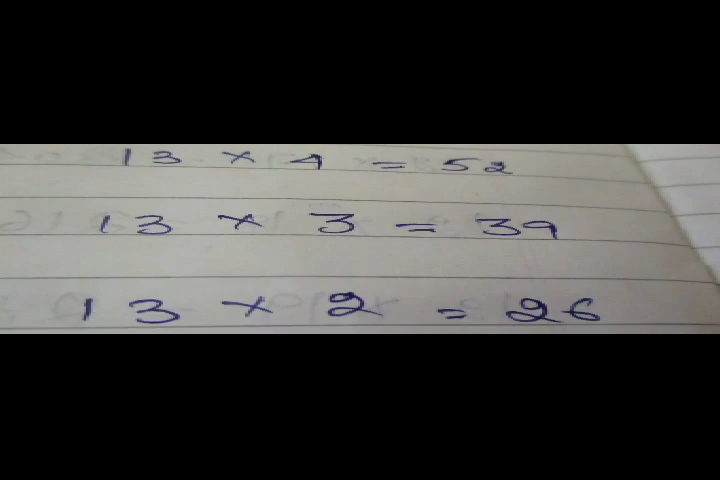 13 × 4 = 52
13 × 3 = 39
13 × 2 = 26